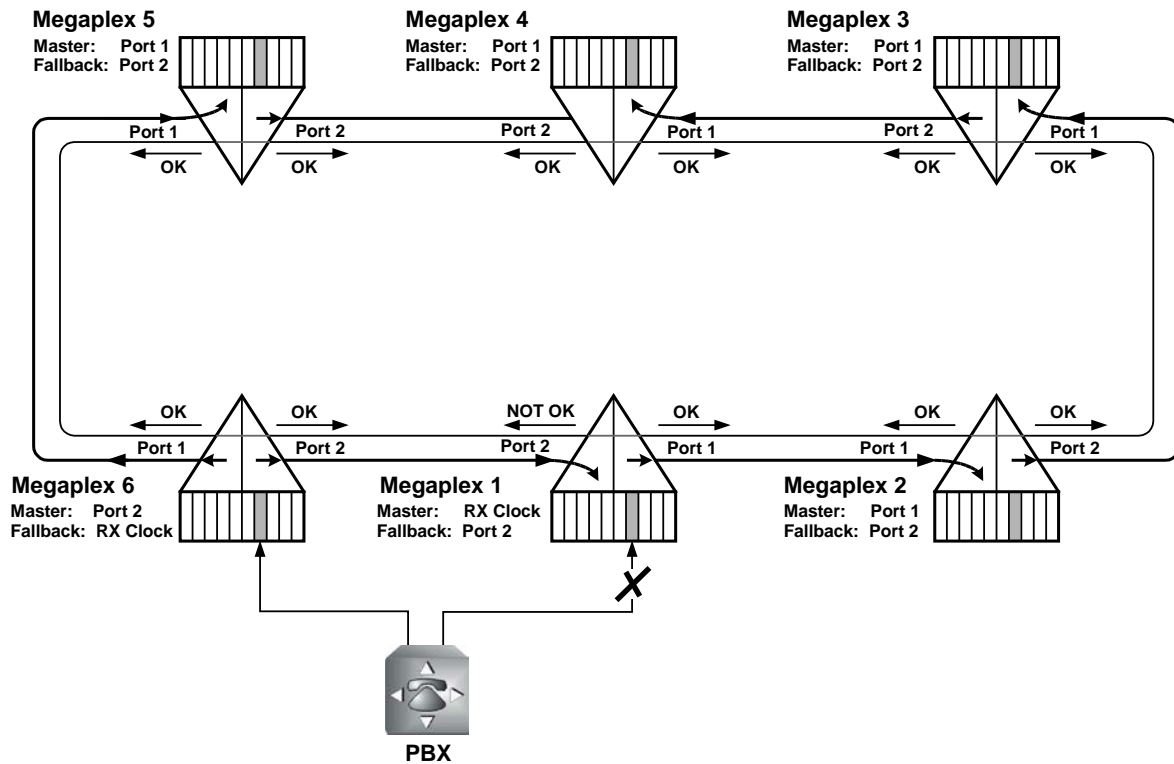 Megaplex 5
Master: Port 1
Fallback: Port 2
Megaplex 4
Master: Port 1
Fallback: Port 2
Megaplex 3
Master: Port 1
Fallback: Port 2
Port 1
Port 2
Port 2
Port 1
Port 2
Port 1
OK
OK
OK
OK
OK
OK
OK
OK
NOT OK
OK
OK
OK
Port 1
Port 2
Port 2
Port 1
Port 1
Port 2
Megaplex 6
Master: Port 2
Fallback: RX Clock
Megaplex 1
Master: RX Clock
Fallback: Port 2
Megaplex 2
Master: Port 1
Fallback: Port 2
PBX